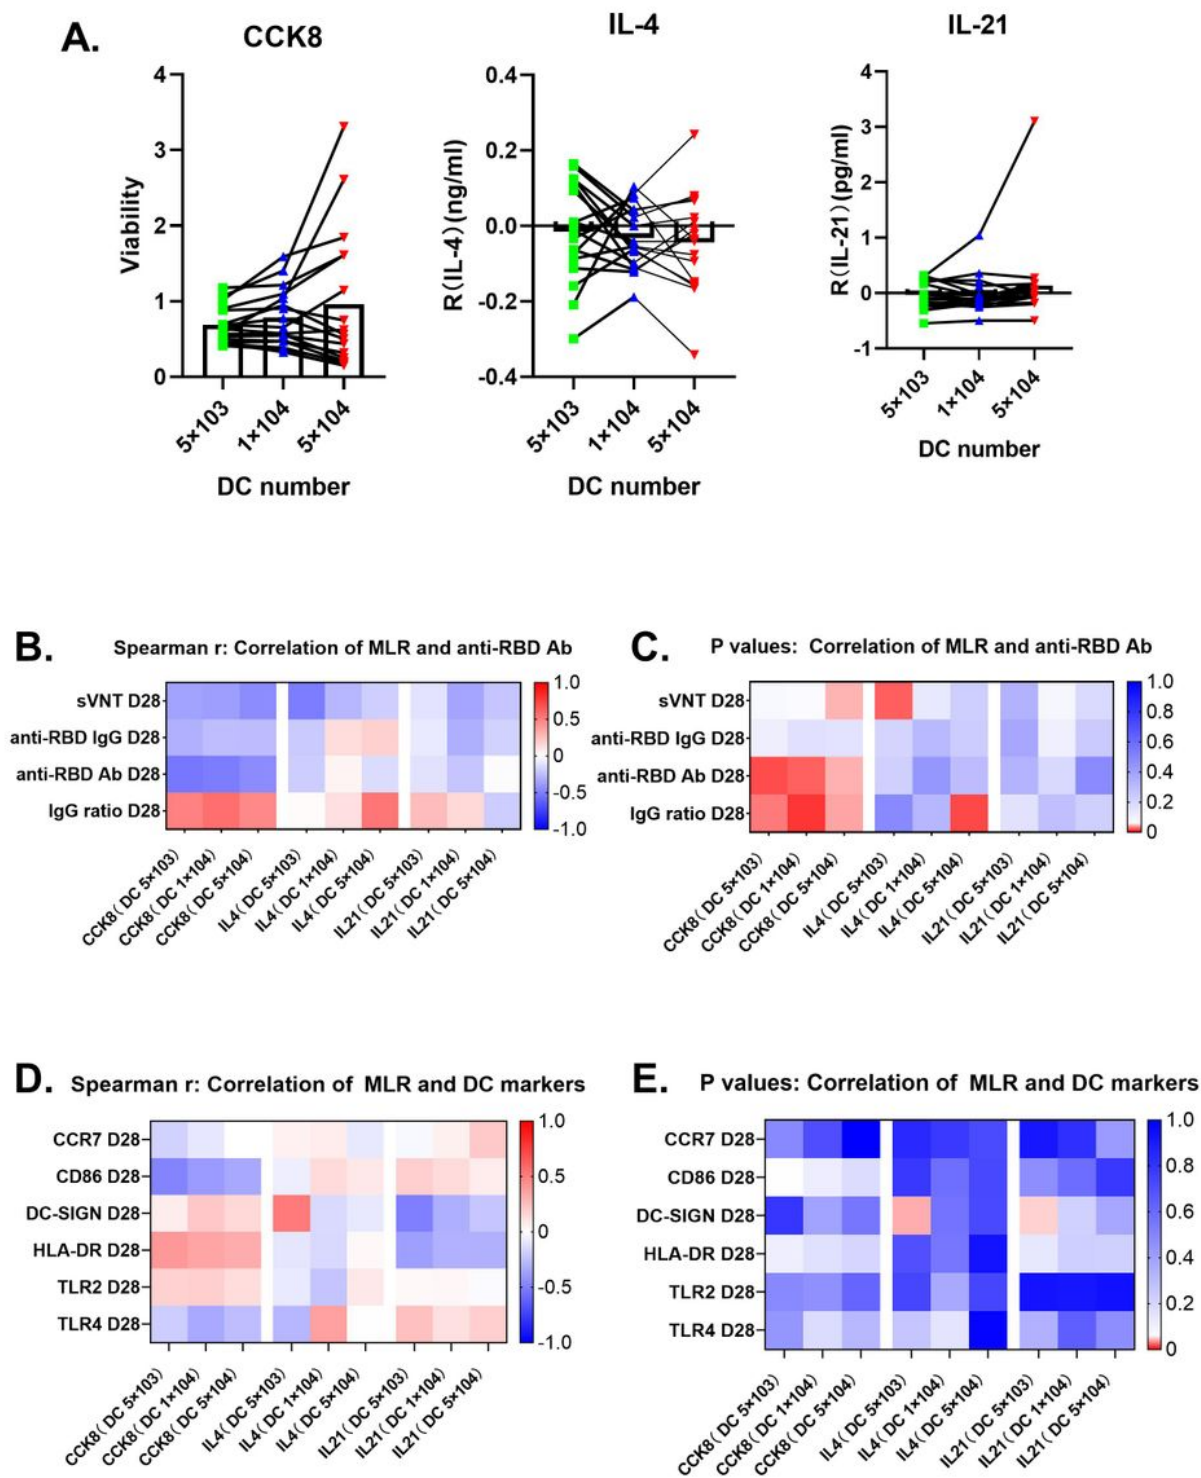 A.
CCK8
IL-4
IL-21
Viability
4
3
2
1
0
5×103
1×104
5×104
DC number
R(IL-4)(ng/ml)
0.4
0.2
0.0
-0.2
-0.4
5×103
1×104
5×104
DC number
R(IL-21)(pg/ml)
4
3
2
1
0
-1
5×103
1×104
5×104
DC number
B.
Spearman r: Correlation of MLR and anti-RBD Ab
sVNT D28
anti-RBD IgG D28
anti-RBD Ab D28
IgG ratio D28
1.0
0.5
0
-0.5
-1.0
CCK8(DC 5×103)
CCK8(DC 1×104)
CCK8(DC 5×104)
IL4(DC 5×103)
IL4(DC 1×104)
IL4(DC 5×104)
IL21(DC 5×103)
IL21(DC 1×104)
IL21(DC 5×104)
C.
P values: Correlation of MLR and anti-RBD Ab
sVNT D28
anti-RBD IgG D28
anti-RBD Ab D28
IgG ratio D28
1.0
0.8
0.6
0.4
0.2
0
CCK8(DC 5×103)
CCK8(DC 1×104)
CCK8(DC 5×104)
IL4(DC 5×103)
IL4(DC 1×104)
IL4(DC 5×104)
IL21(DC 5×103)
IL21(DC 1×104)
IL21(DC 5×104)
D.
Spearman r: Correlation of MLR and DC markers
CCR7 D28
CD86 D28
DC-SIGN D28
HLA-DR D28
TLR2 D28
TLR4 D28
1.0
0.5
0
-0.5
-1.0
CCK8(DC 5×103)
CCK8(DC 1×104)
CCK8(DC 5×104)
IL4(DC 5×103)
IL4(DC 1×104)
IL4(DC 5×104)
IL21(DC 5×103)
IL21(DC 1×104)
IL21(DC 5×104)
E.
P values: Correlation of MLR and DC markers
CCR7 D28
CD86 D28
DC-SIGN D28
HLA-DR D28
TLR2 D28
TLR4 D28
1.0
0.8
0.6
0.4
0.2
0
CCK8(DC 5×103)
CCK8(DC 1×104)
CCK8(DC 5×104)
IL4(DC 5×103)
IL4(DC 1×104)
IL4(DC 5×104)
IL21(DC 5×103)
IL21(DC 1×104)
IL21(DC 5×104)